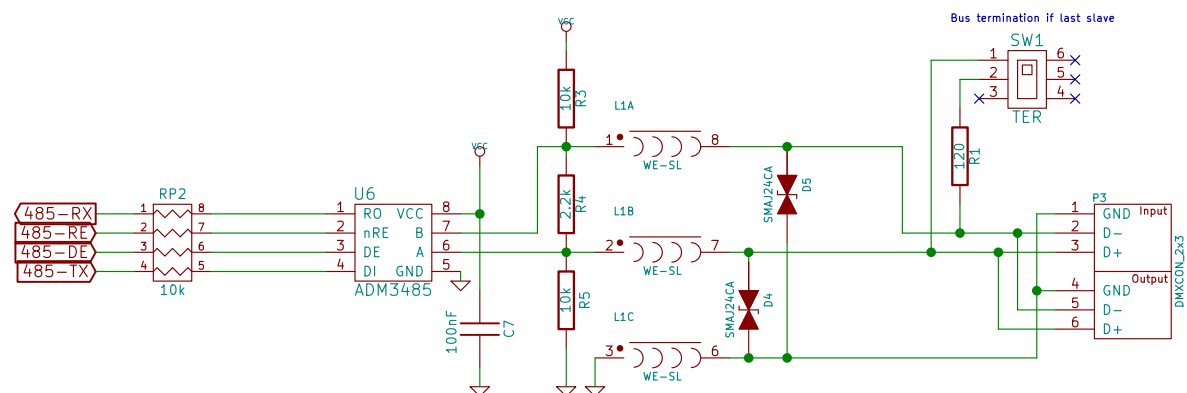 Bus termination if last slave
VCC
SW1
1 6
2 5
3 4
TER
10k R3
L1A
1 8
WE-SL
VCC
120 R1
RP2
U6
485-RX 1 8 1 RO VCC 8
485-RE 2 7 2 nRE B 7
485-DE 3 6 3 DE A 6
485-TX 4 5 4 DI GND 5
10k
ADM3485
2.2k R4
SMAJ24CA D5
L1B
2 7
WE-SL
P3
1 GND Input
2 D-
3 D+
Output
4 GND
5 D-
6 D+
DMXCON_2x3
10k R5
SMAJ24CA D4
100nF C7
L1C
3 6
WE-SL